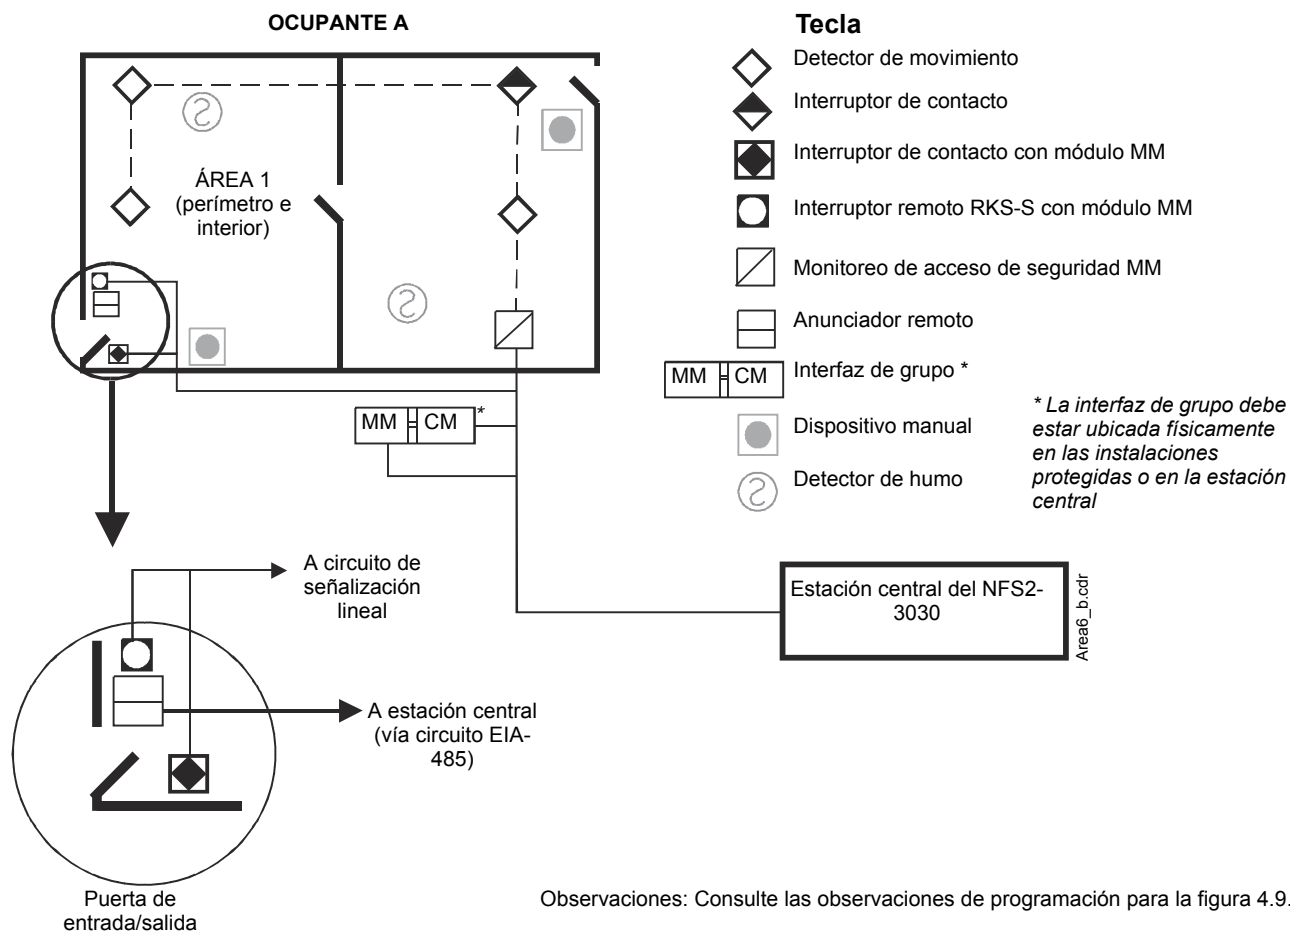 OCUPANTE A
ÁREA 1
(perímetro e
interior)
MM
CM
*
Tecla
Detector de movimiento
Interruptor de contacto
Interruptor de contacto con módulo MM
Interruptor remoto RKS-S con módulo MM
Monitoreo de acceso de seguridad MM
Anunciador remoto
MM
CM
Interfaz de grupo *
Dispositivo manual
Detector de humo
* La interfaz de grupo debe
estar ubicada físicamente
en las instalaciones
protegidas o en la estación
central
A circuito de
señalización
lineal
Estación central del NFS2-
3030
Area6_b.cdr
A estación central
(vía circuito EIA-
485)
Puerta de
entrada/salida
Observaciones: Consulte las observaciones de programación para la figura 4.9.